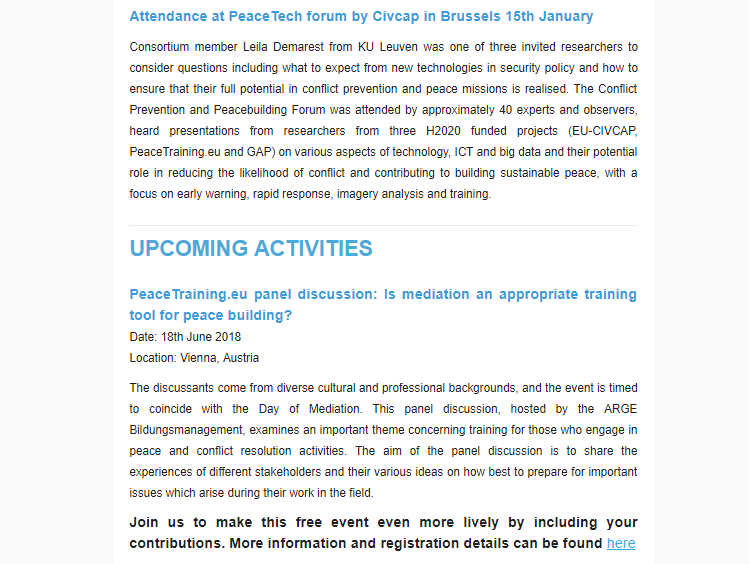 Attendance at PeaceTech forum by Civcap in Brussels 15th January
Consortium member Leila Demarest from KU Leuven was one of three invited researchers to
consider questions including what to expect from new technologies in security policy and how to
ensure that their full potential in conflict prevention and peace missions is realised. The Conflict
Prevention and Peacebuilding Forum was attended by approximately 40 experts and observers,
heard presentations from researchers from three H2020 funded projects (EU-CIVCAP,
PeaceTraining.eu and GAP) on various aspects of technology, ICT and big data and their potential
role in reducing the likelihood of conflict and contributing to building sustainable peace, with a
focus on early warning, rapid response, imagery analysis and training.
UPCOMING ACTIVITIES
PeaceTraining.eu panel discussion: Is mediation an appropriate training
tool for peace building?
Date: 18th June 2018
Location: Vienna, Austria
The discussants come from diverse cultural and professional backgrounds, and the event is timed
to coincide with the Day of Mediation. This panel discussion, hosted by the ARGE
Bildungsmanagement, examines an important theme concerning training for those who engage in
peace and conflict resolution activities. The aim of the panel discussion is to share the
experiences of different stakeholders and their various ideas on how best to prepare for important
issues which arise during their work in the field.
Join us to make this free event even more lively by including your
contributions. More information and registration details can be found here